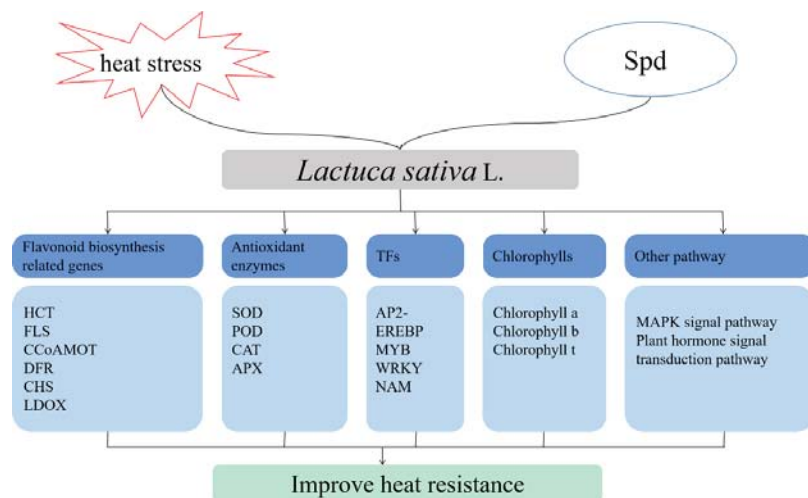 heat stress
Spd
Lactuca sativa L.
Flavonoid biosynthesis
related genes
Antioxidant
enzymes
TFs
Chlorophylls
Other pathway
HCT
FLS
CCoAMOT
DFR
CHS
LDOX
SOD
POD
CAT
APX
AP2-
EREBP
MYB
WRKY
NAM
Chlorophyll a
Chlorophyll b
Chlorophyll t
MAPK signal pathway
Plant hormone signal
transduction pathway
Improve heat resistance